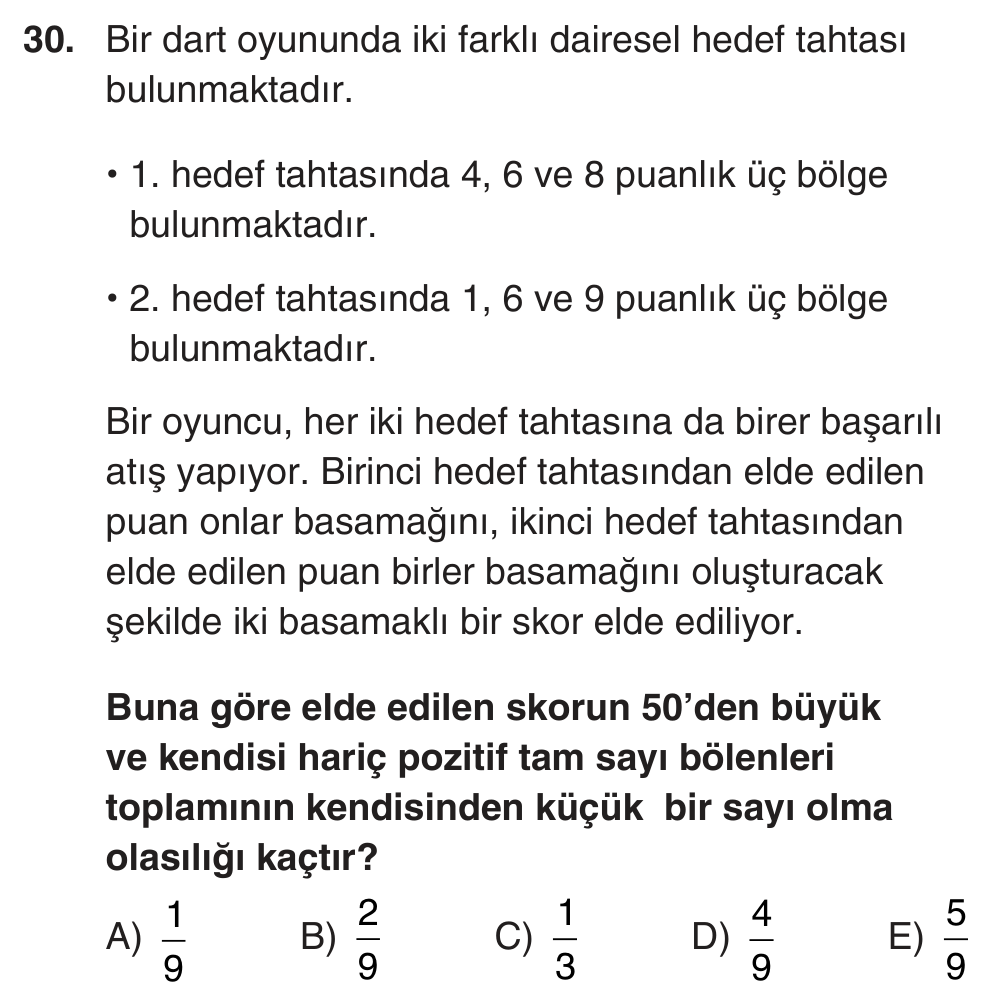 30. Bir dart oyununda iki farklı dairesel hedef tahtası
bulunmaktadır.
• 1. hedef tahtasında 4, 6 ve 8 puanlık üç bölge
bulunmaktadır.
• 2. hedef tahtasında 1, 6 ve 9 puanlık üç bölge
bulunmaktadır.
Bir oyuncu, her iki hedef tahtasına da birer başarılı
atış yapıyor. Birinci hedef tahtasından elde edilen
puan onlar basamağını, ikinci hedef tahtasından
elde edilen puan birler basamağını oluşturacak
şekilde iki basamaklı bir skor elde ediliyor.
Buna göre elde edilen skorun 50’den büyük
ve kendisi hariç pozitif tam sayı bölenleri
toplamının kendisinden küçük bir sayı olma
olasılığı kaçtır?
A) 1/9 B) 2/9 C) 1/3 D) 4/9 E) 5/9